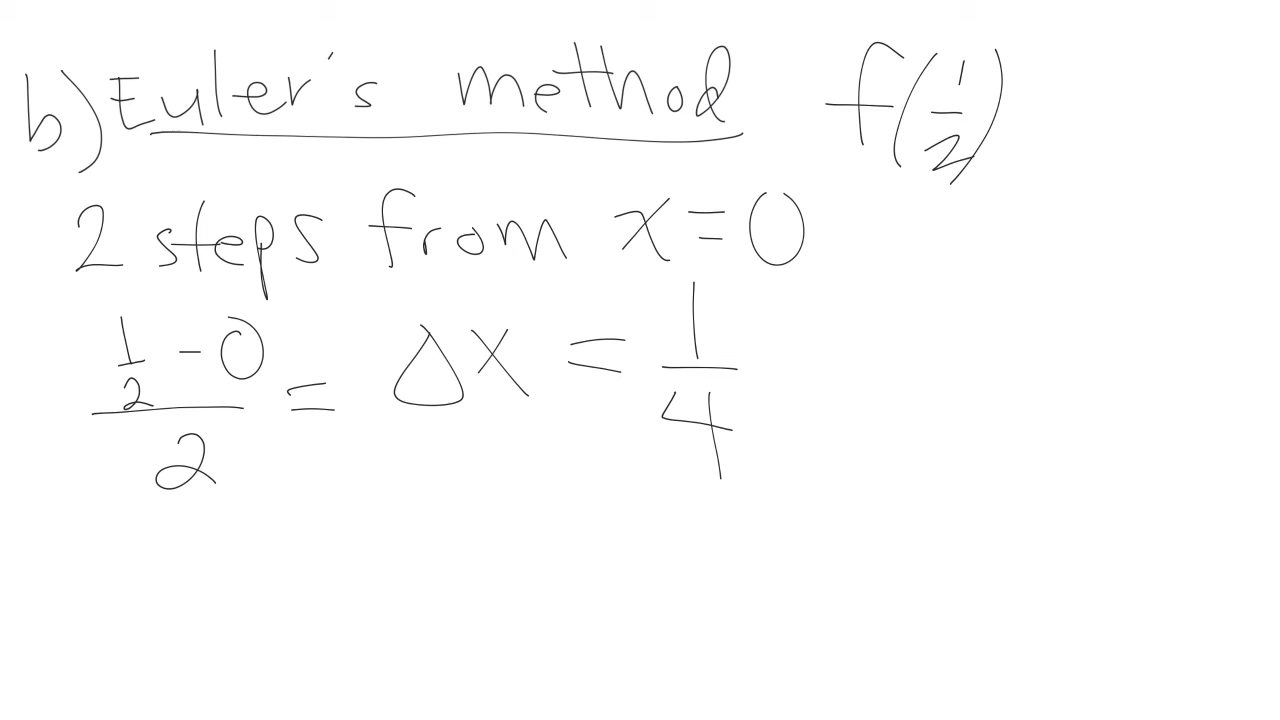 b) Euler's method f(1/2)
2 steps from x = 0
(1/2 - 0)/2 = Δx = 1/4